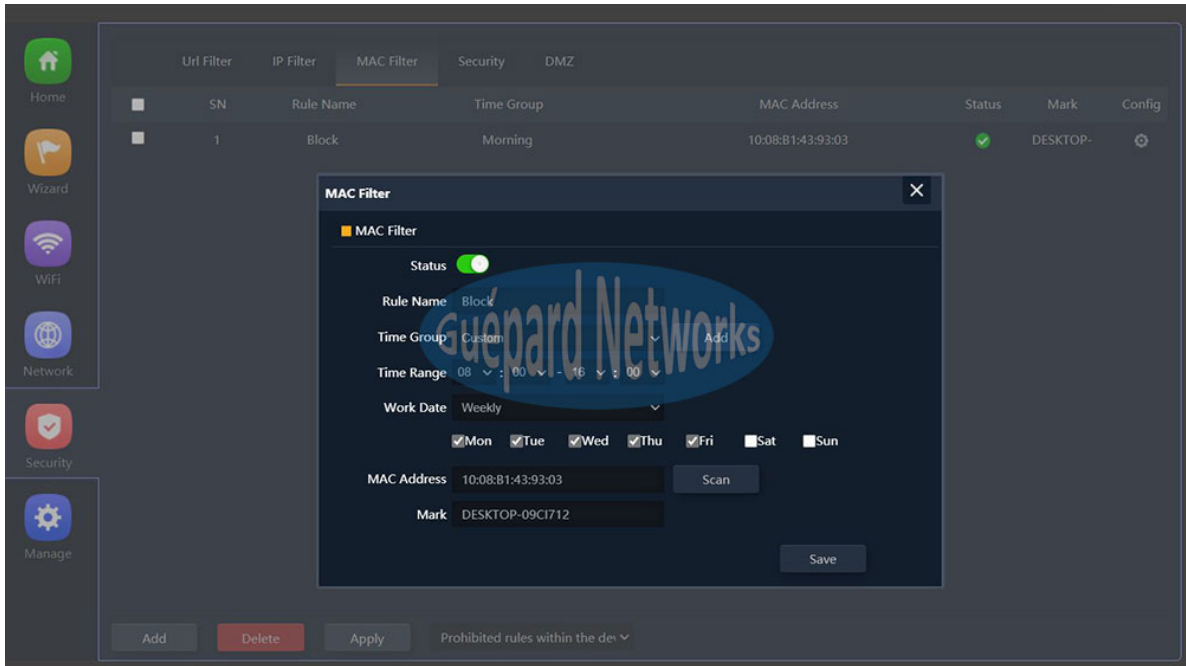 Home
Wizard
WiFi
Network
Security
Manage
Url Filter IP Filter MAC Filter Security DMZ
SN Rule Name Time Group MAC Address Status Mark Config
1 Block Morning 10:08:B1:43:93:03 DESKTOP-
MAC Filter
MAC Filter
Status
Rule Name Block
Time Group Custom Add
Time Range 08 : 00 - 16 : 00
Work Date Weekly
Mon Tue Wed Thu Fri Sat Sun
MAC Address 10:08:B1:43:93:03 Scan
Mark DESKTOP-09CI712
Save
Guépard Networks
Add Delete Apply Prohibited rules within the de